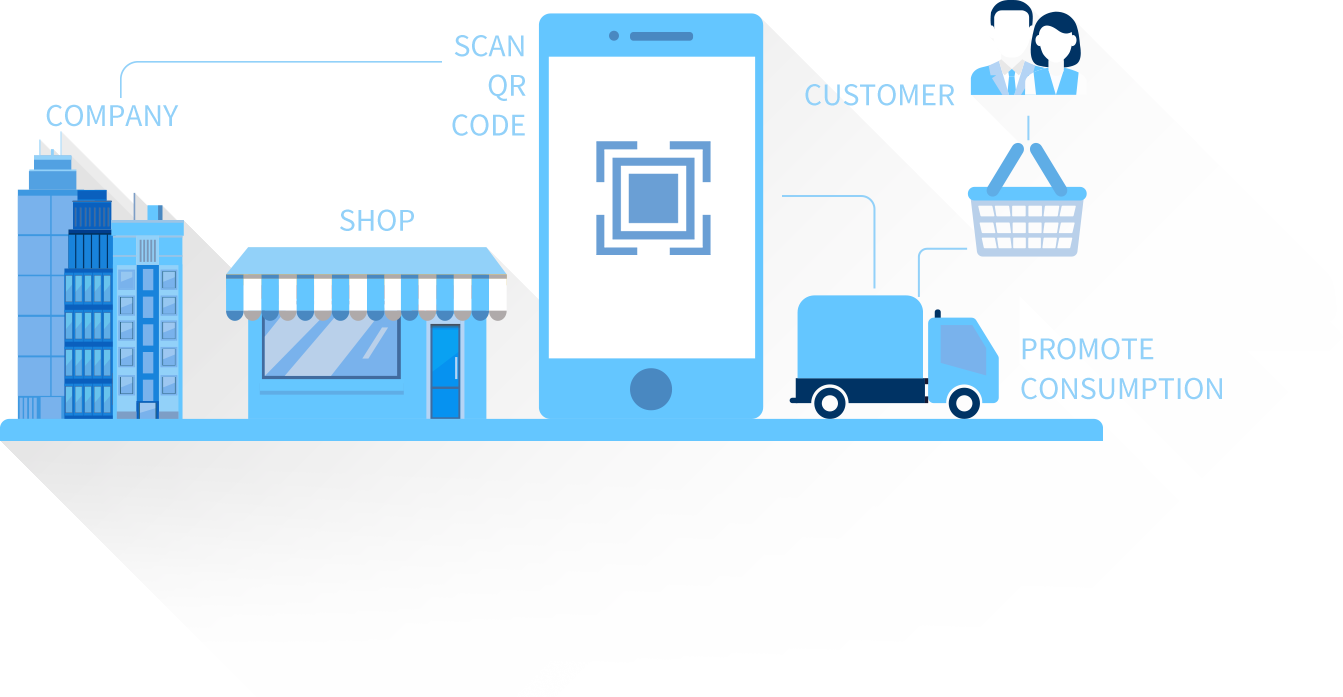 COMPANY
SCAN
QR
CODE
SHOP
CUSTOMER
PROMOTE
CONSUMPTION